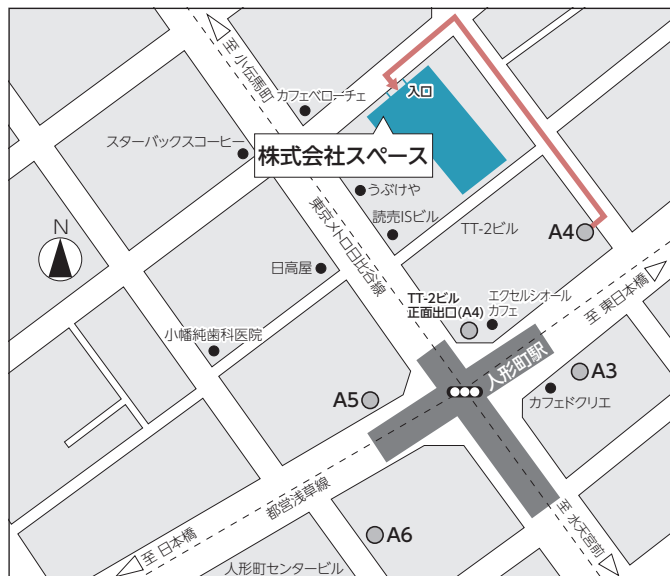 至 小伝馬町
カフェベローチェ
入口
スターバックスコーヒー
株式会社スペース
うぶけや
読売ISビル
東京メトロ日比谷線
TT-2ビル
A4
N
日高屋
TT-2ビル
正面出口(A4)
エクセルシオール
カフェ
至 東日本橋
小幡純歯科医院
人形町駅
A3
A5
カフェドクリエ
都営浅草線
至 日本橋
A6
至 水天宮前
人形町センタービル